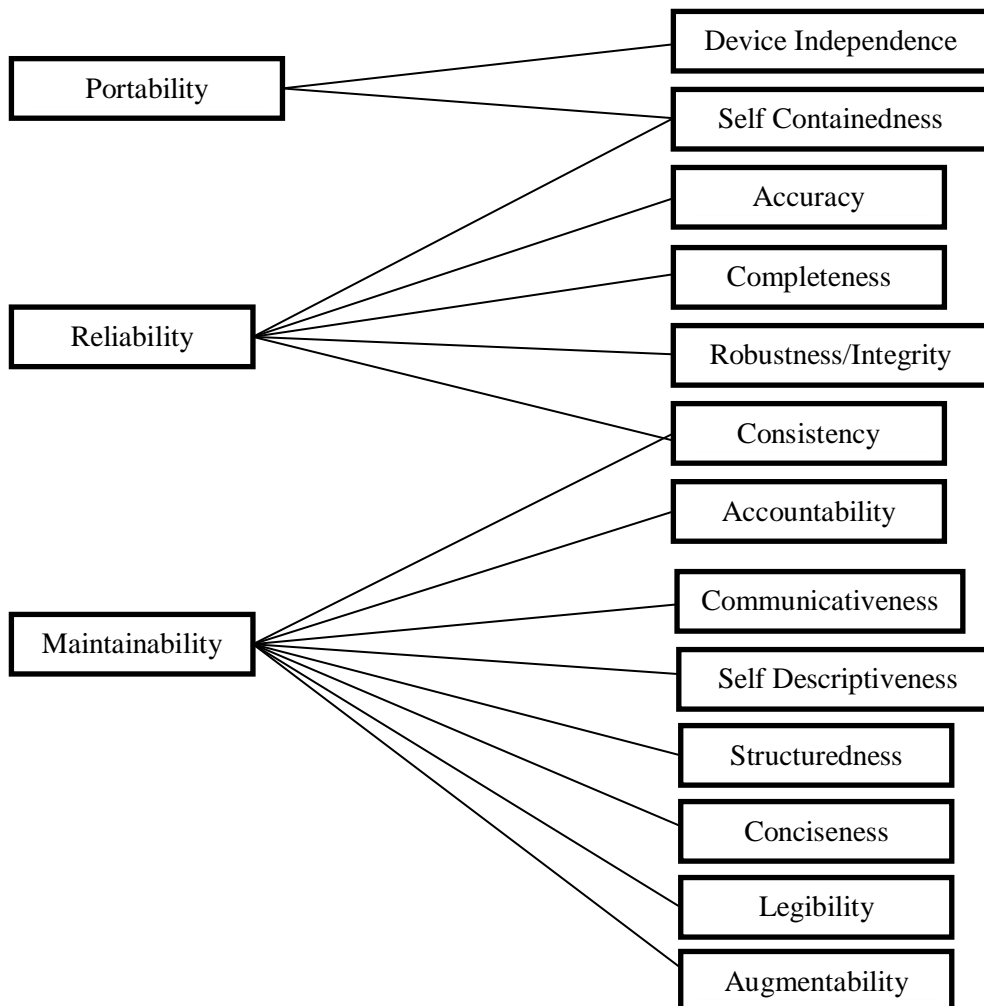 Device Independence
Portability
Self Containedness
Accuracy
Completeness
Reliability
Robustness/Integrity
Consistency
Accountability
Communicativeness
Maintainability
Self Descriptiveness
Structuredness
Conciseness
Legibility
Augmentability